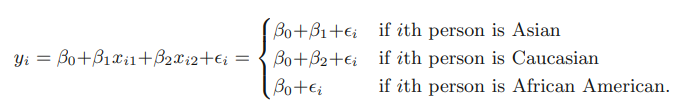 β₀+β₁+ϵᵢ if ith person is Asian
yᵢ = β₀+β₁xᵢ₁+β₂xᵢ₂+ϵᵢ = { β₀+β₂+ϵᵢ if ith person is Caucasian
β₀+ϵᵢ if ith person is African American.